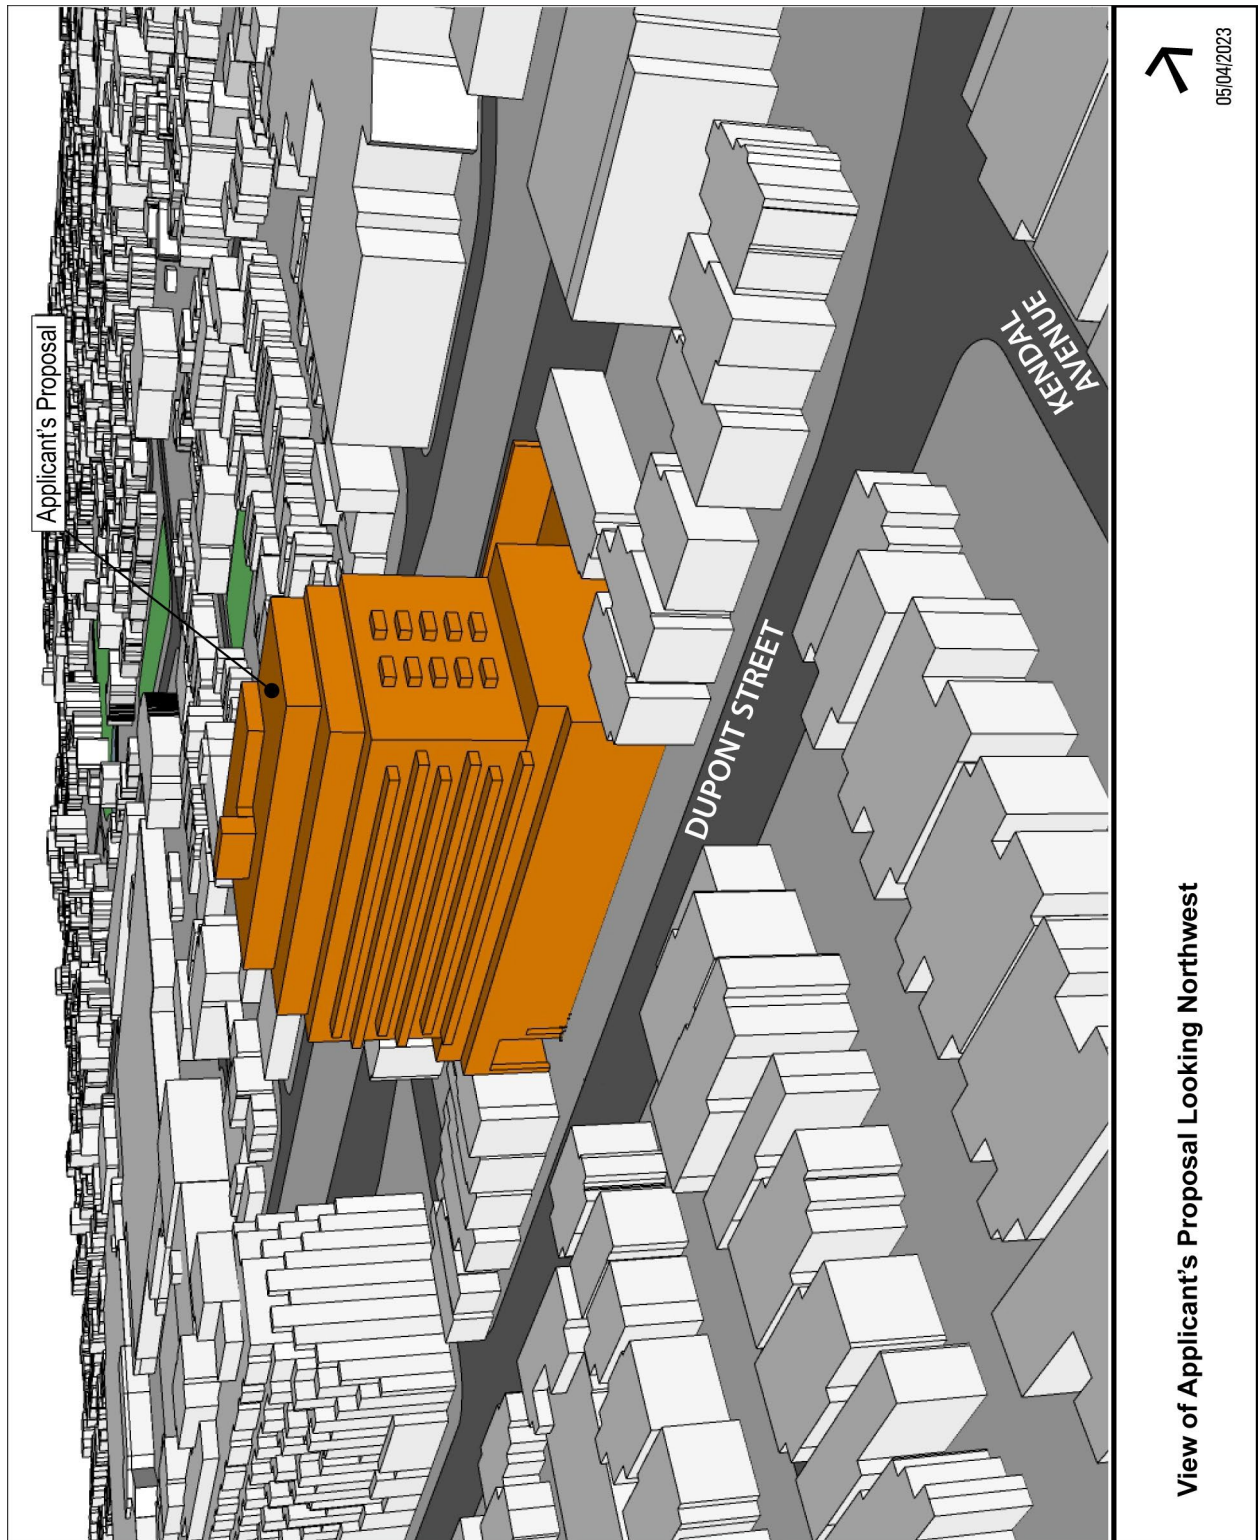 Applicant's Proposal
DUPONT STREET
KENDAL
AVENUE
View of Applicant's Proposal Looking Northwest
05/04/2023